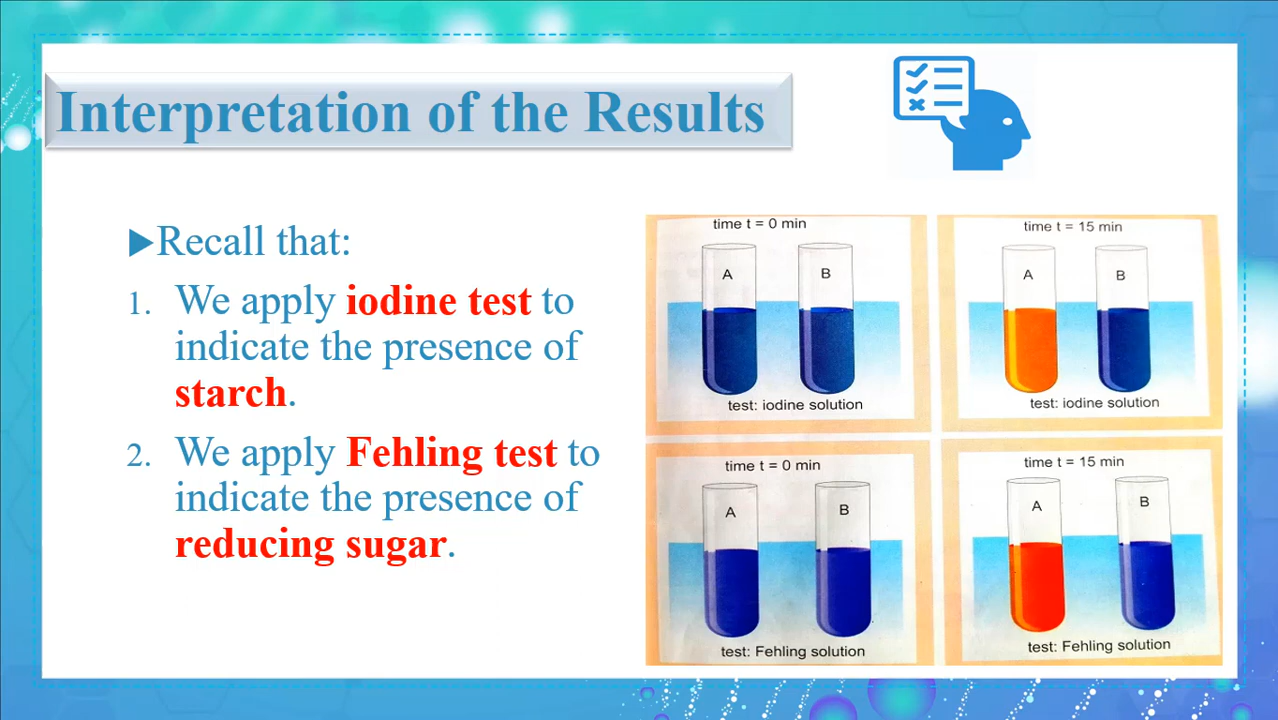 Interpretation of the Results
Recall that:
1. We apply iodine test to
indicate the presence of
starch.
2. We apply Fehling test to
indicate the presence of
reducing sugar.
time t = 0 min
A B
test: iodine solution
time t = 15 min
A B
test: iodine solution
time t = 0 min
A B
test: Fehling solution
time t = 15 min
A B
test: Fehling solution